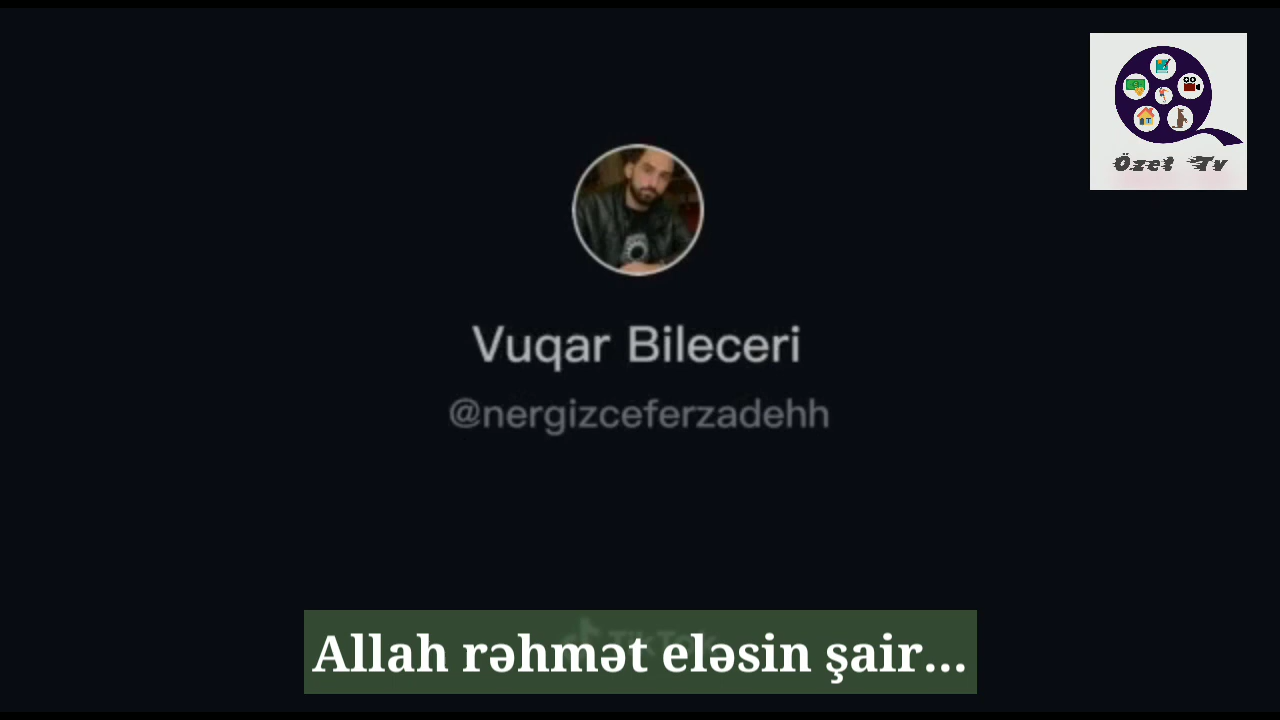 Özet Tv
Vuqar Bileceri
@nergizceferzadehh
Allah rəhmət eləsin şair...